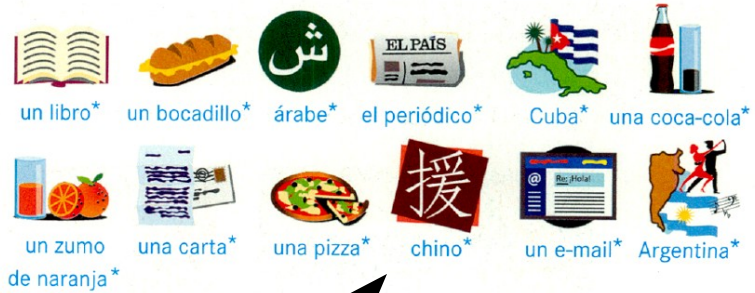 ش
EL PAÍS
un libro*
un bocadillo*
árabe*
el periódico*
Cuba*
una coca-cola*
援
@
Re: ¡Hola!
un zumo
de naranja*
una carta*
una pizza*
chino*
un e-mail*
Argentina*